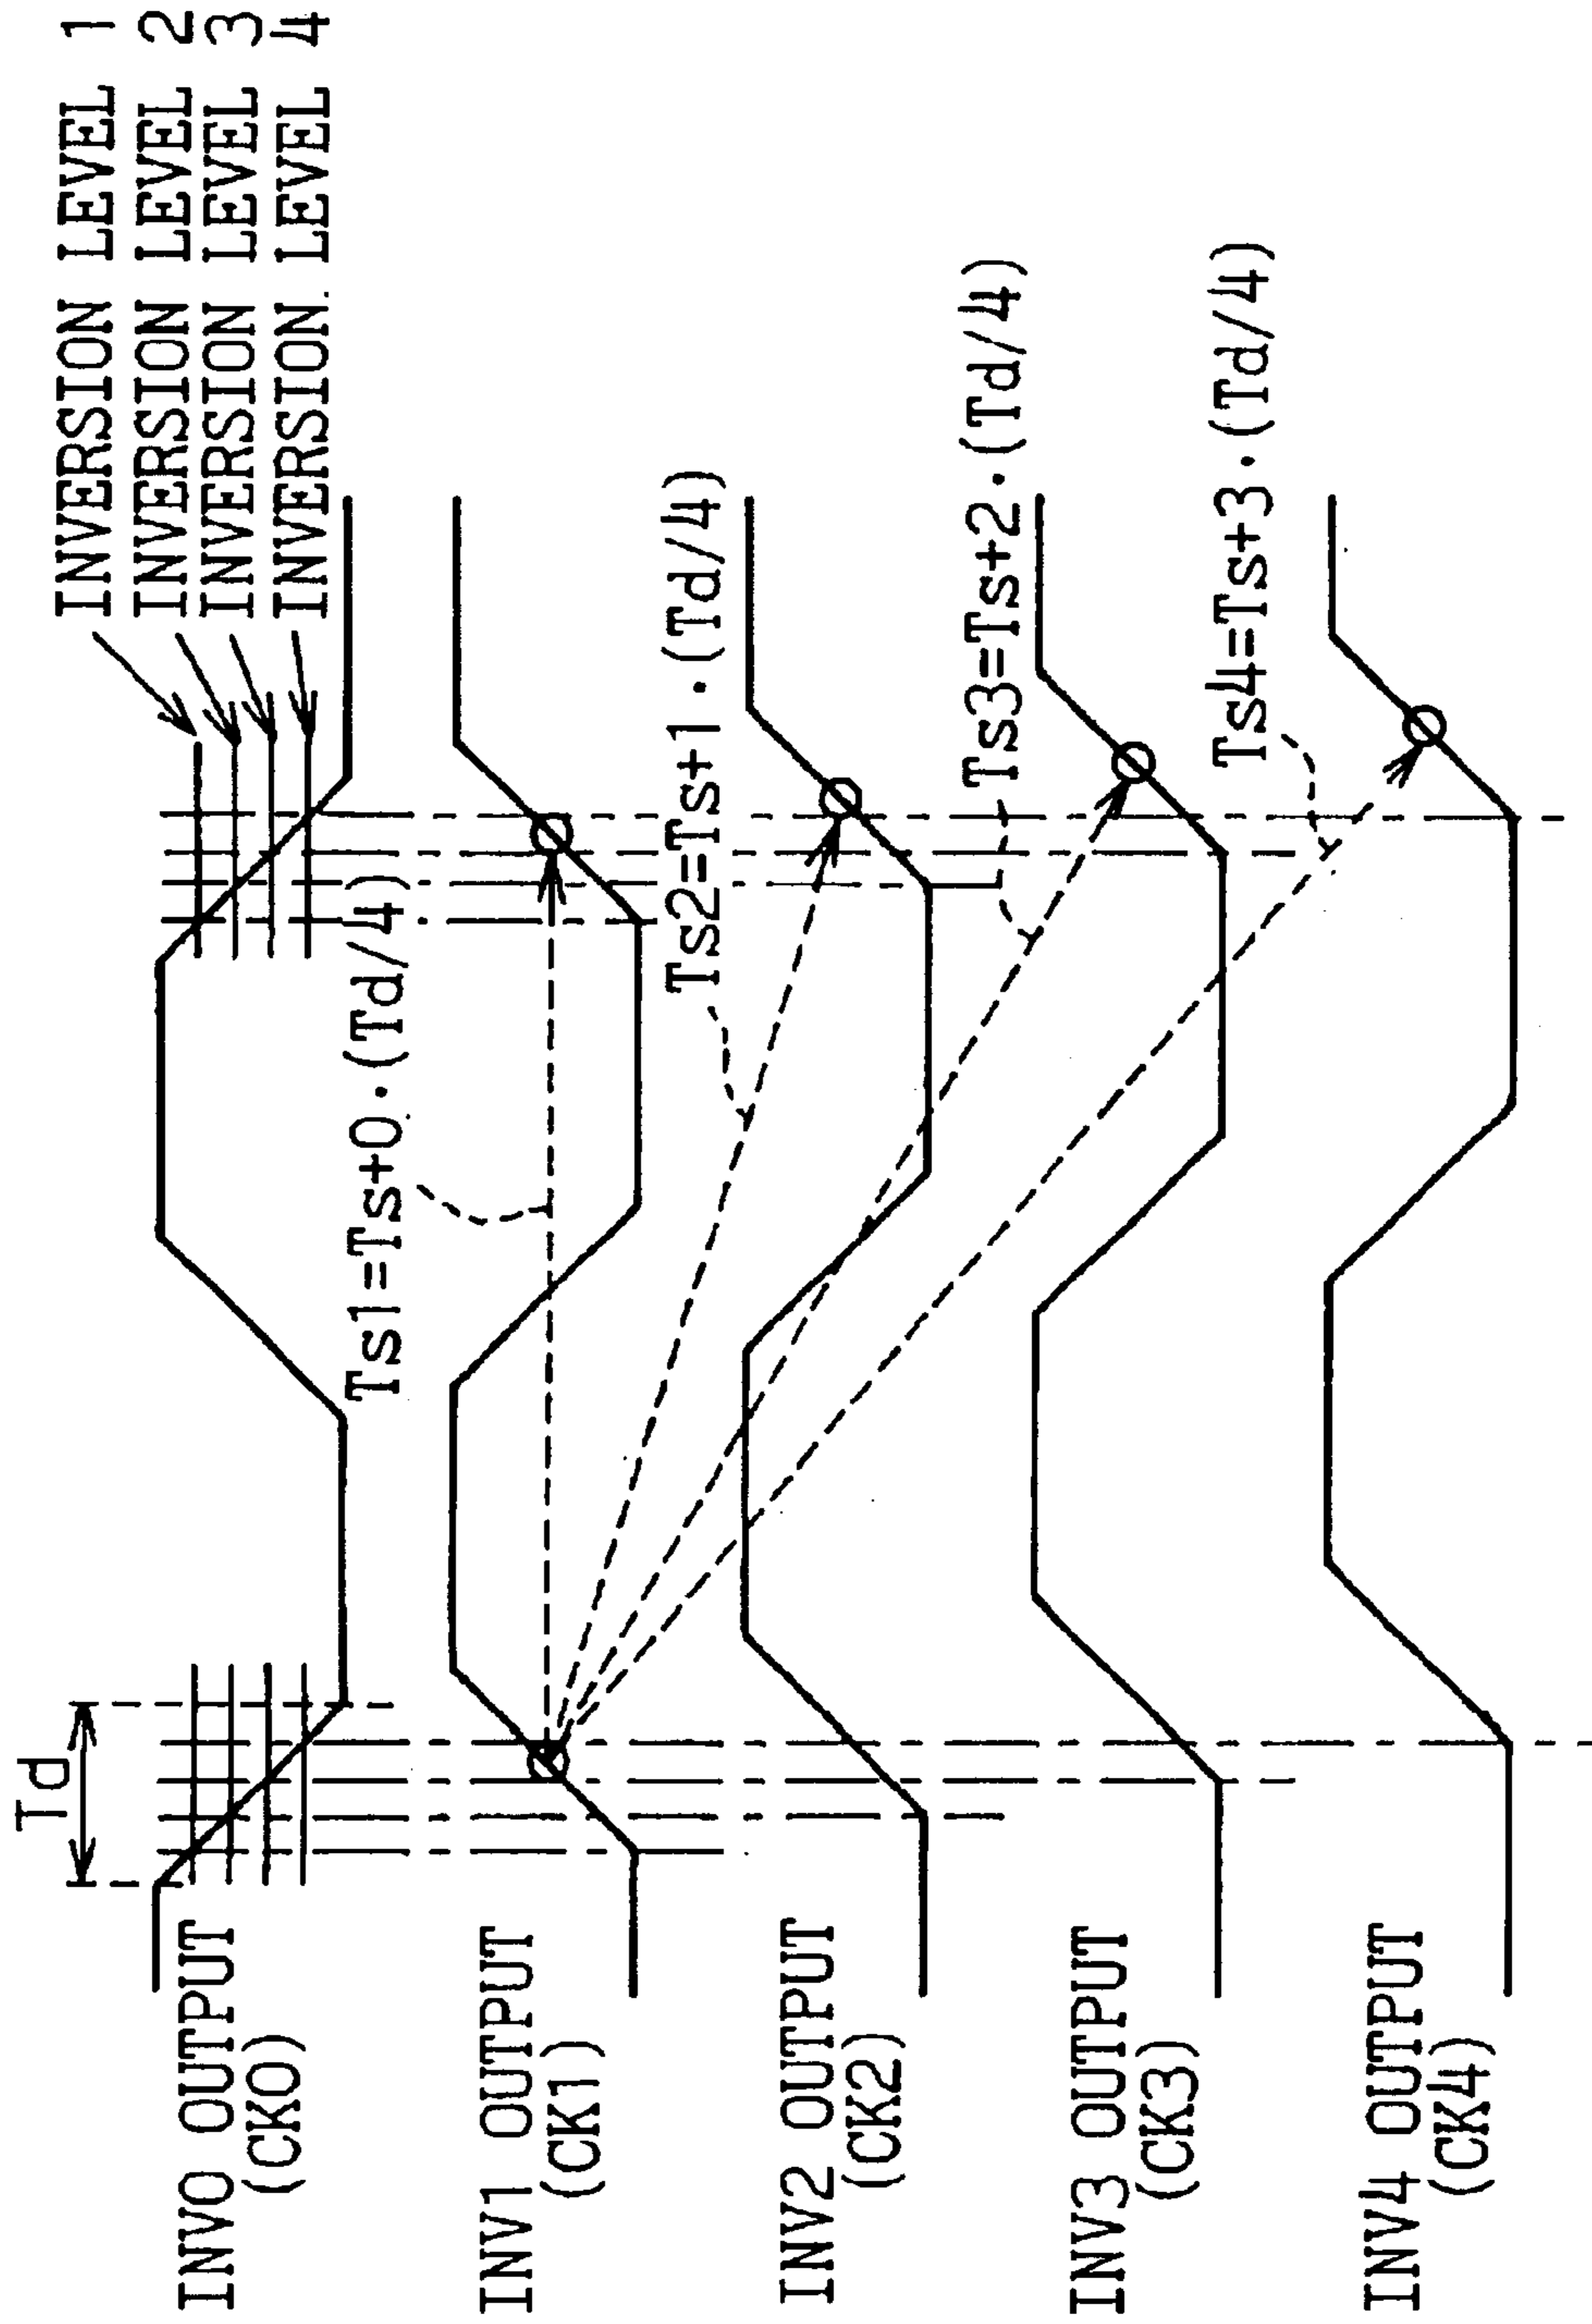 INVERSION LEVEL 1
INVERSION LEVEL 2
INVERSION LEVEL 3
INVERSION LEVEL 4
Td
INV0 OUTPUT
(CK0)
Ts1=Ts+0·(Td/4)
INV1 OUTPUT
(CK1)
Ts2=Ts+1·(Td/4)
INV2 OUTPUT
(CK2)
Ts3=Ts+2·(Td/4)
INV3 OUTPUT
(CK3)
Ts4=Ts+3·(Td/4)
INV4 OUTPUT
(CK4)